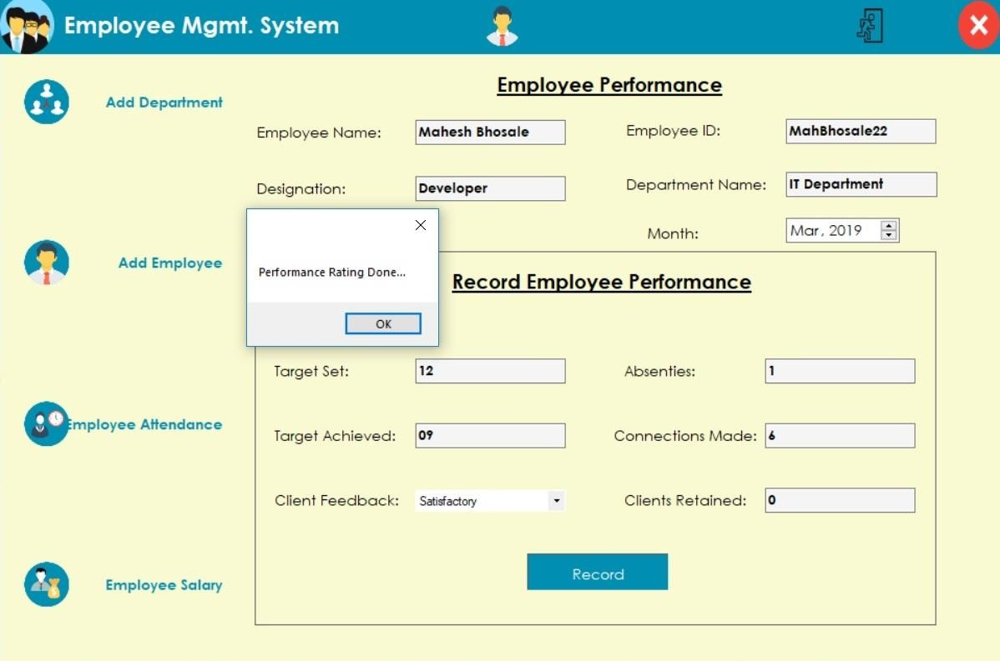 Employee Mgmt. System
Employee Performance
Add Department
Employee Name: Mahesh Bhosale Employee ID: MahBhosale22
Designation: Developer Department Name: IT Department
Month: Mar, 2019
Add Employee
Performance Rating Done...
OK
Record Employee Performance
Target Set: 12 Absenties: 1
Employee Attendance
Target Achieved: 09 Connections Made: 6
Client Feedback: Satisfactory Clients Retained: 0
Employee Salary
Record